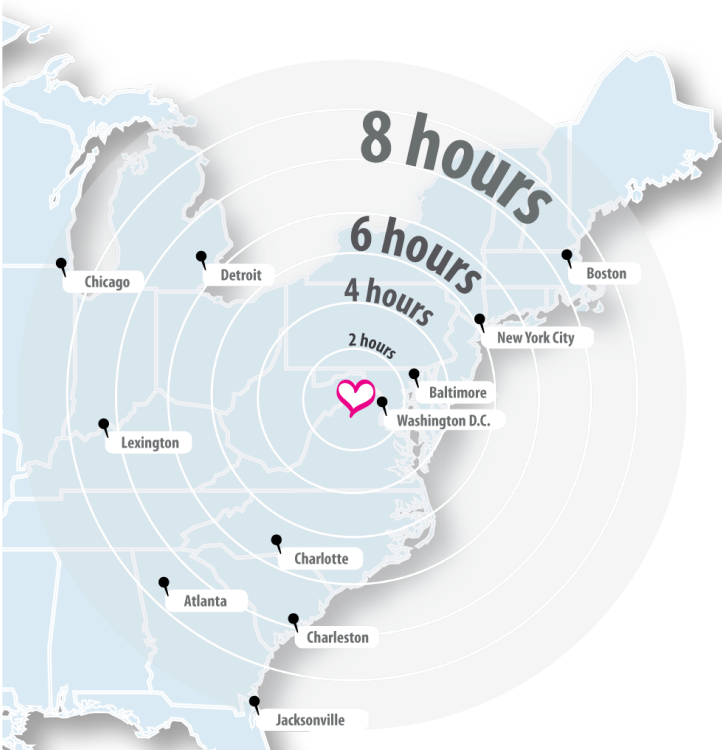 8 hours
6 hours
4 hours
2 hours
Chicago
Detroit
Boston
New York City
Baltimore
Washington D.C.
Lexington
Charlotte
Atlanta
Charleston
Jacksonville